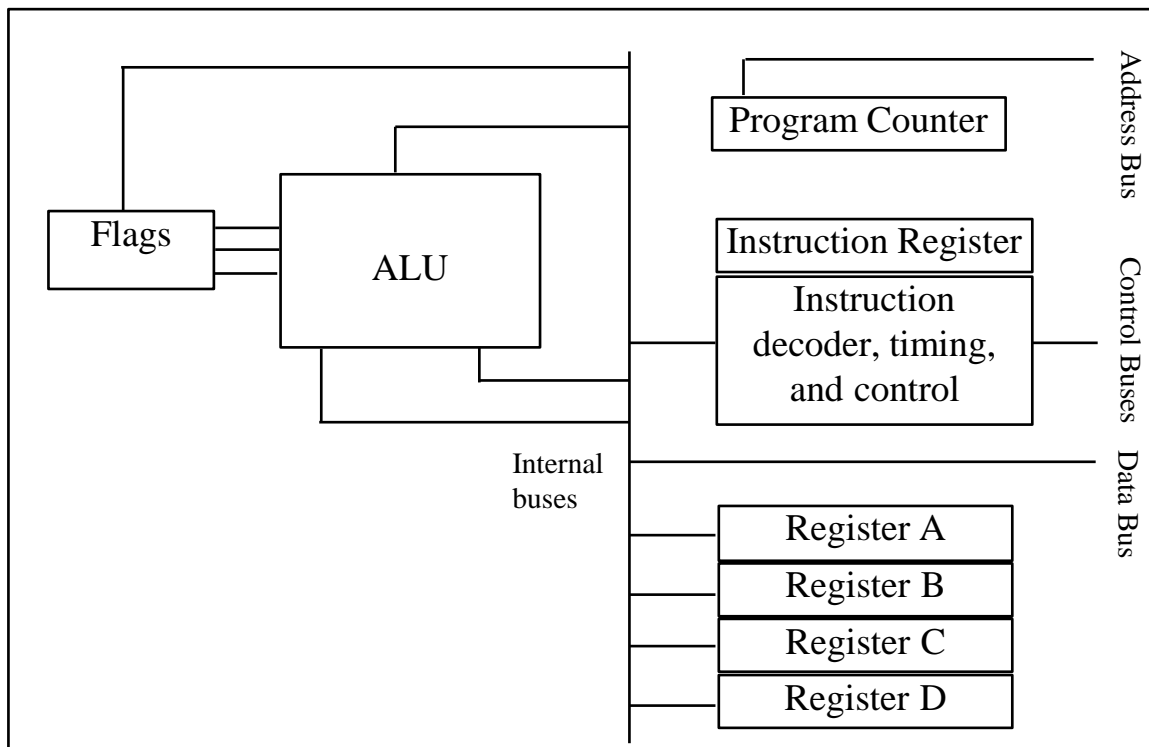 Program Counter
Address Bus
Flags
ALU
Instruction Register
Instruction
decoder, timing,
and control
Control Buses
Internal
buses
Data Bus
Register A
Register B
Register C
Register D